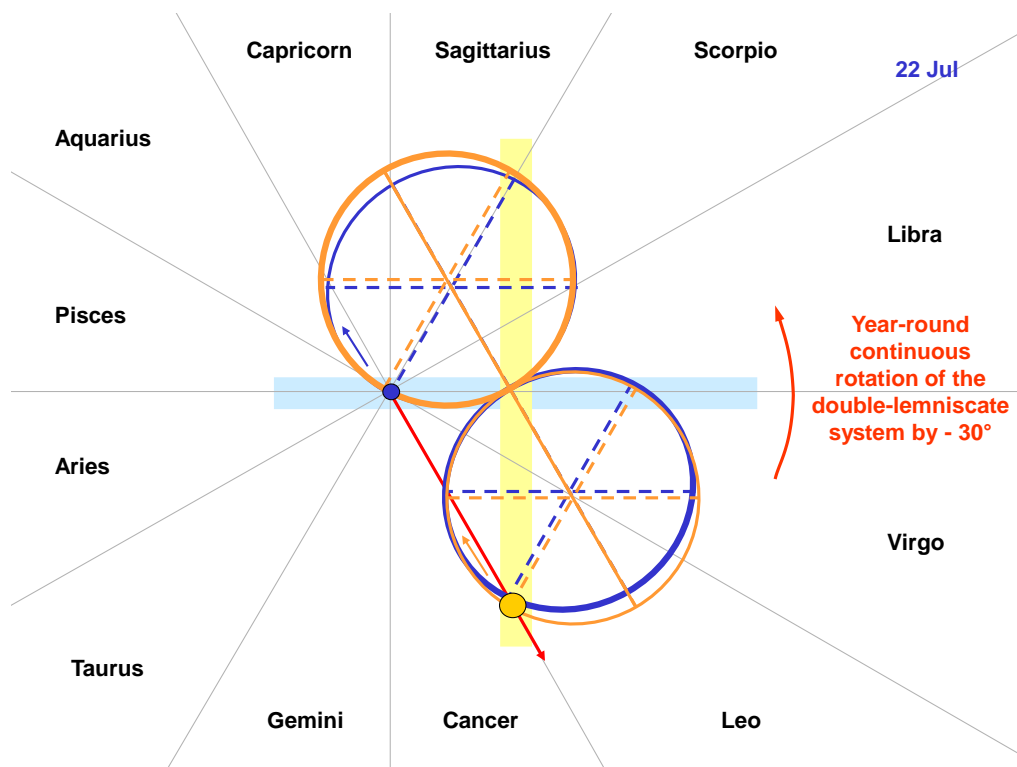 Capricorn
Sagittarius
Scorpio
22 Jul
Aquarius
Libra
Pisces
Year-round
continuous
rotation of the
double-lemniscate
system by - 30°
Aries
Virgo
Taurus
Gemini
Cancer
Leo